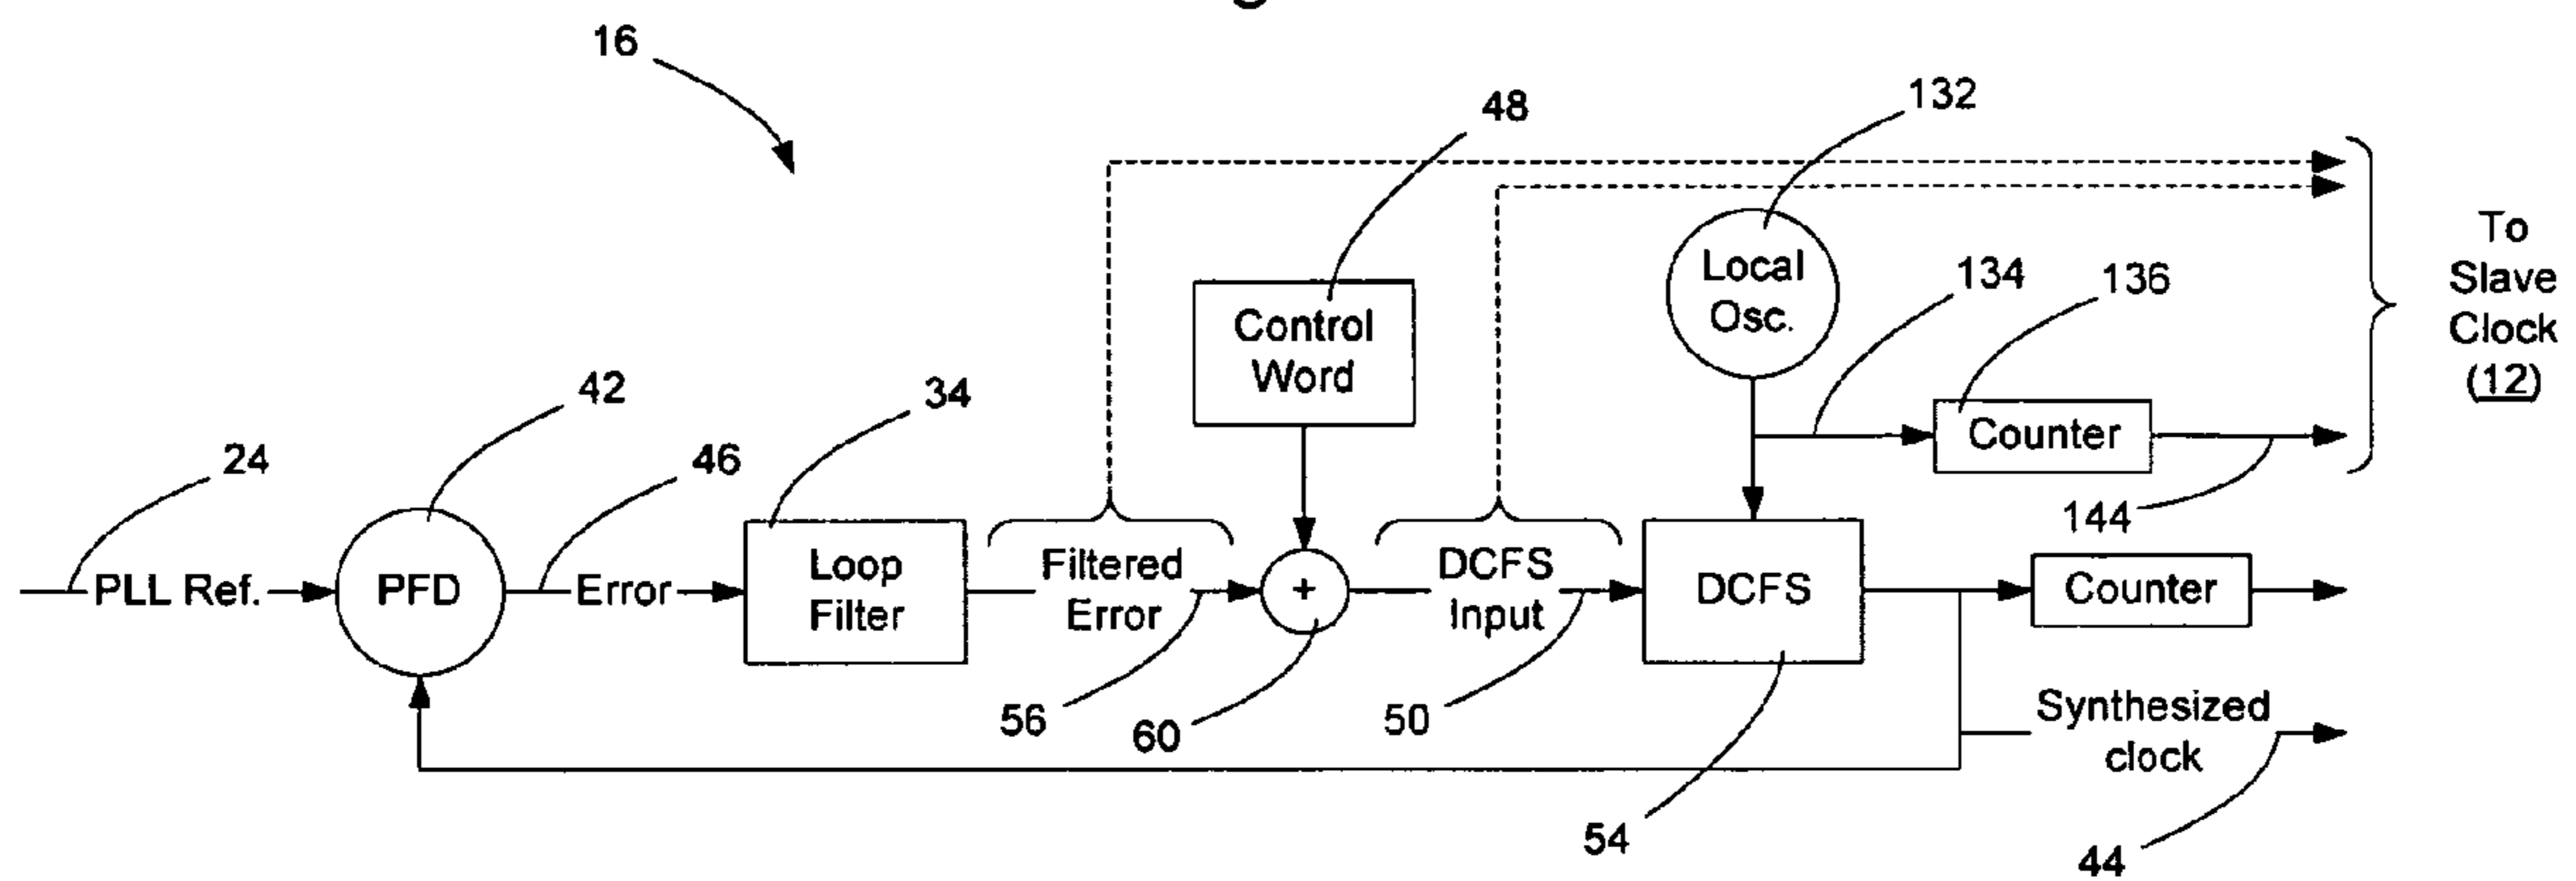 16
132
48
To
Slave
Clock
(12)
Local
Osc.
134
136
Control
Word
Counter
42
34
24
46
144
PLL Ref.
PFD
Error
Loop
Filter
Filtered
Error
+
DCFS
Input
DCFS
Counter
56
60
50
Synthesized
clock
54
44